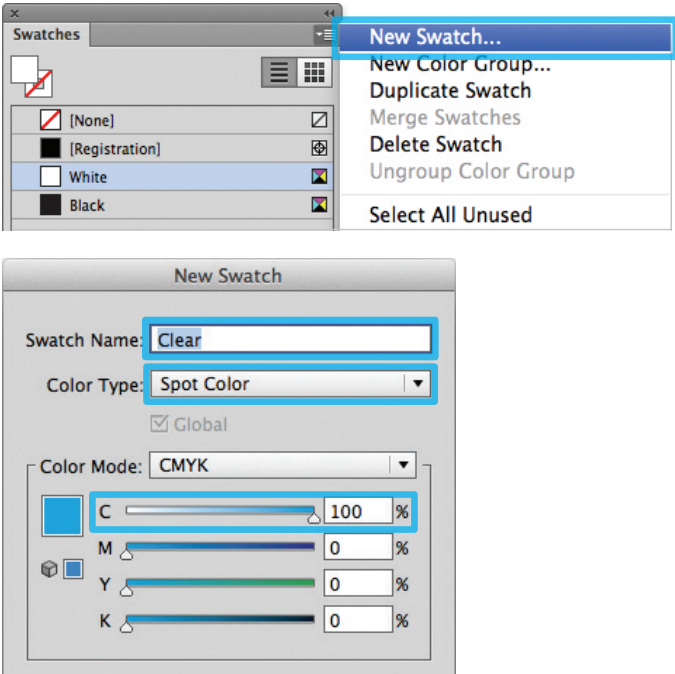 Swatches
[None]
[Registration]
White
Black
New Swatch...
New Color Group...
Duplicate Swatch
Merge Swatches
Delete Swatch
Ungroup Color Group
Select All Unused
New Swatch
Swatch Name: Clear
Color Type: Spot Color
Global
Color Mode: CMYK
C 100 %
M 0 %
Y 0 %
K 0 %